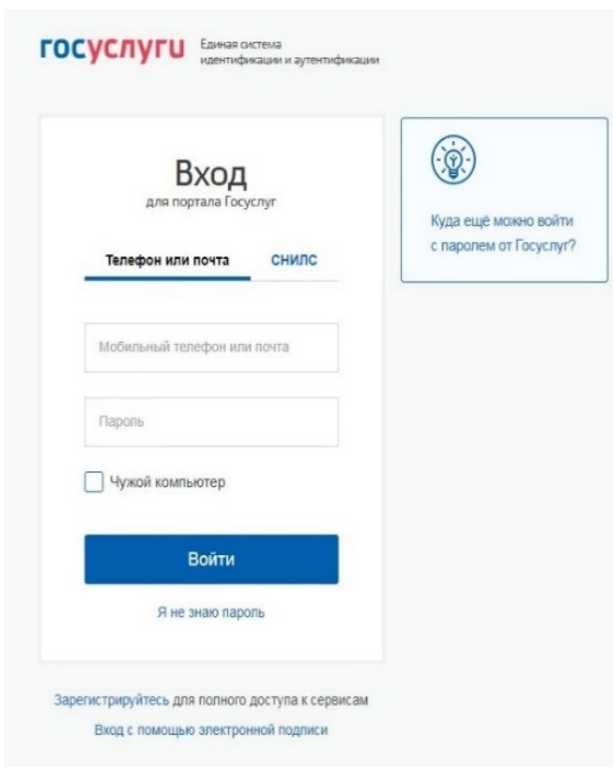 госуслуги
Единая система
идентификации и аутентификации
Вход
для портала Госуслуг
Телефон или почта СНИЛС
Мобильный телефон или почта
Пароль
Чужой компьютер
Войти
Я не знаю пароль
Куда ещё можно войти
с паролем от Госуслуг?
Зарегистрируйтесь для полного доступа к сервисам
Вход с помощью электронной подписи